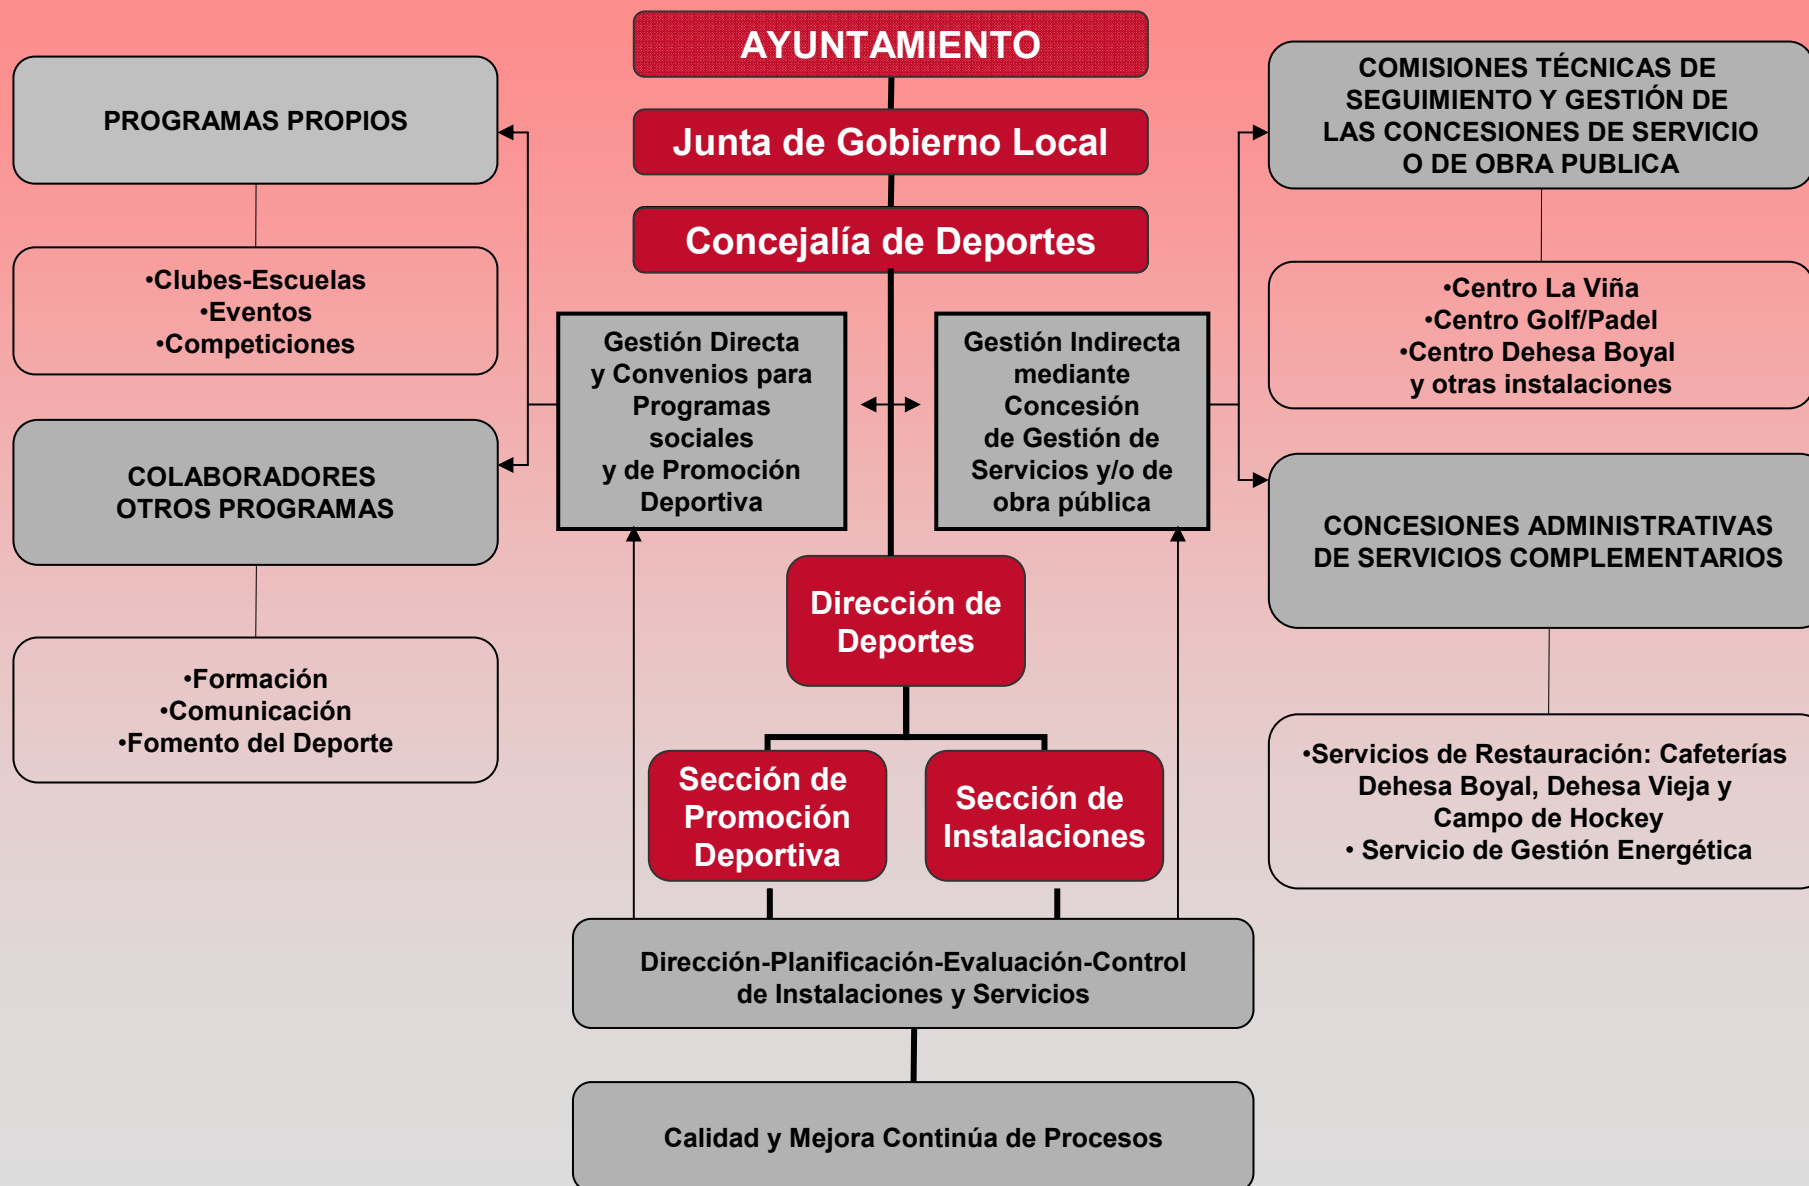 AYUNTAMIENTO
Junta de Gobierno Local
Concejalía de Deportes
PROGRAMAS PROPIOS
•Clubes-Escuelas
•Eventos
•Competiciones
COLABORADORES
OTROS PROGRAMAS
•Formación
•Comunicación
•Fomento del Deporte
Gestión Directa
y Convenios para
Programas
sociales
y de Promoción
Deportiva
Gestión Indirecta
mediante
Concesión
de Gestión de
Servicios y/o de
obra pública
COMISIONES TÉCNICAS DE
SEGUIMIENTO Y GESTIÓN DE
LAS CONCESIONES DE SERVICIO
O DE OBRA PUBLICA
•Centro La Viña
•Centro Golf/Padel
•Centro Dehesa Boyal
y otras instalaciones
CONCESIONES ADMINISTRATIVAS
DE SERVICIOS COMPLEMENTARIOS
•Servicios de Restauración: Cafeterías
Dehesa Boyal, Dehesa Vieja y
Campo de Hockey
• Servicio de Gestión Energética
Dirección de
Deportes
Sección de
Promoción
Deportiva
Sección de
Instalaciones
Dirección-Planificación-Evaluación-Control
de Instalaciones y Servicios
Calidad y Mejora Continúa de Procesos